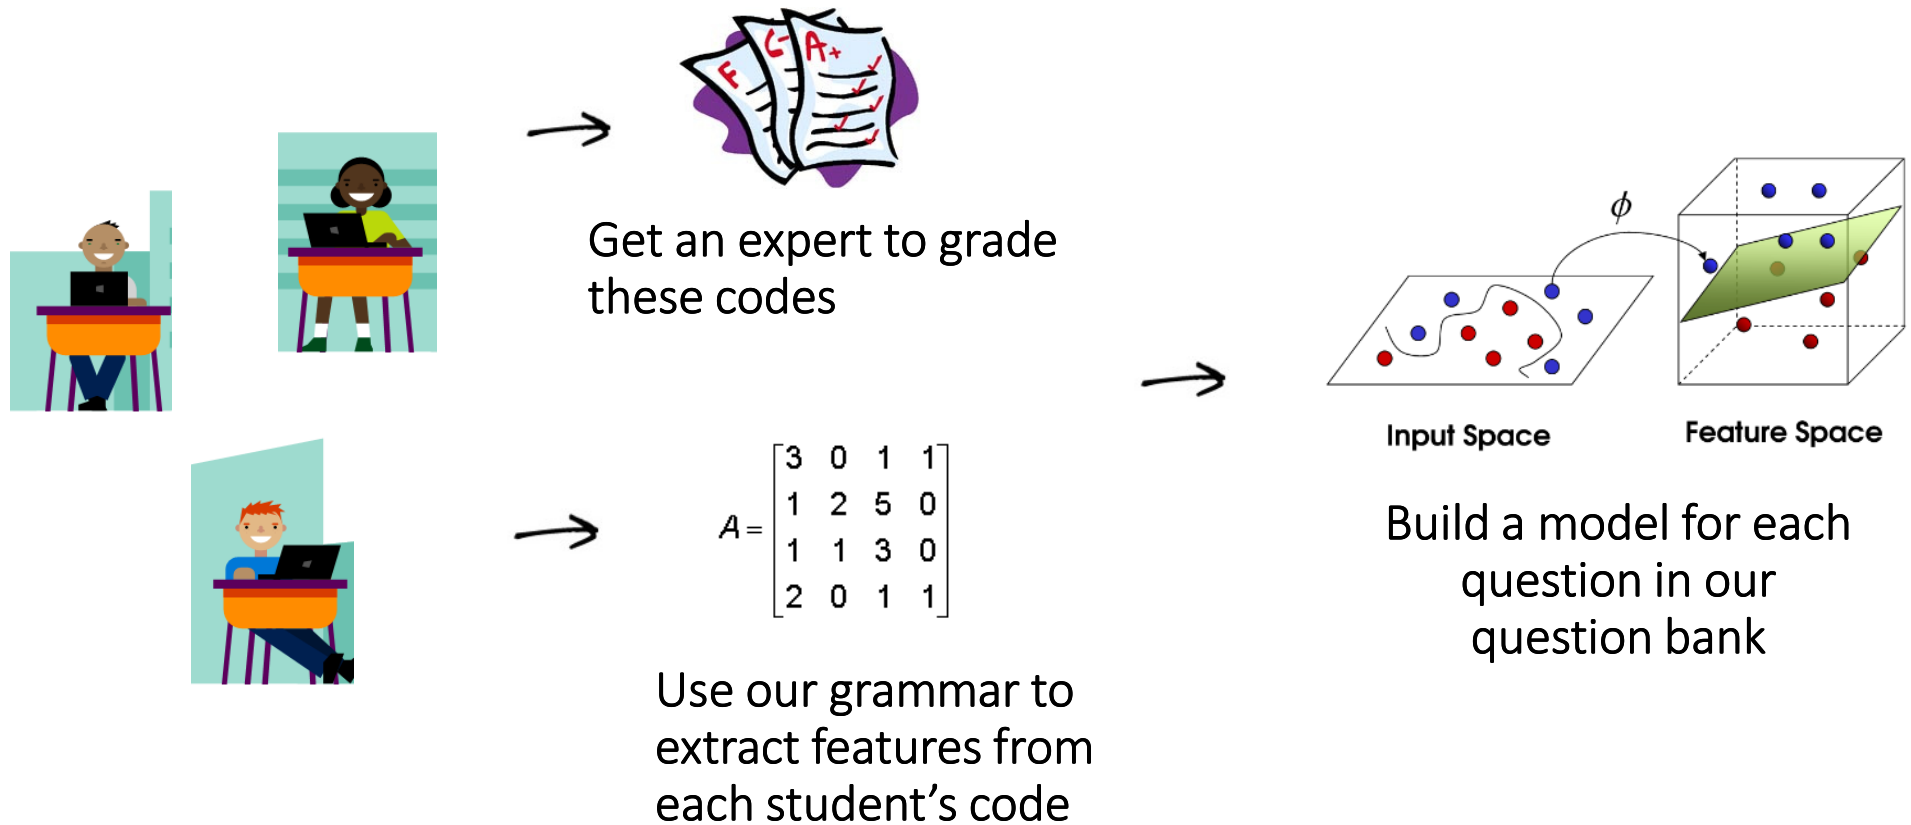 F
C-
A+
Get an expert to grade
these codes
A =
3 0 1 1
1 2 5 0
1 1 3 0
2 0 1 1
Use our grammar to
extract features from
each student’s code
ϕ
Input Space
Feature Space
Build a model for each
question in our
question bank